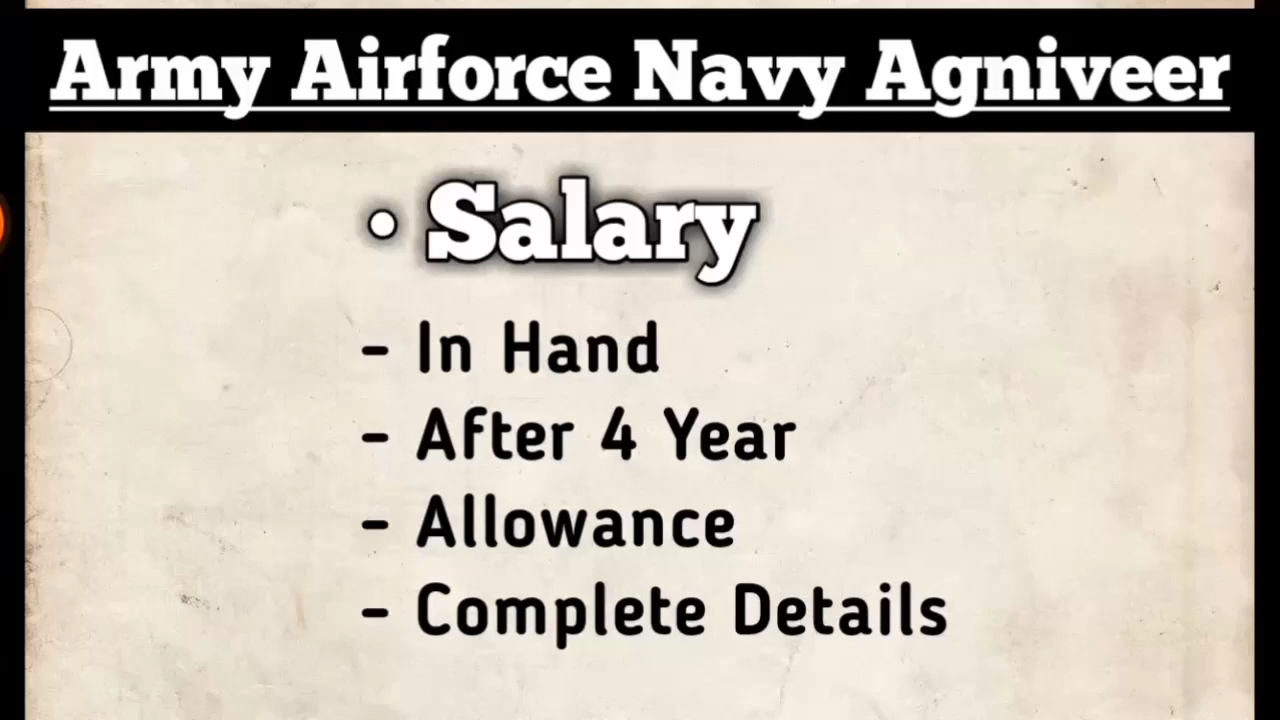 Army Airforce Navy Agniveer
• Salary
- In Hand
- After 4 Year
- Allowance
- Complete Details